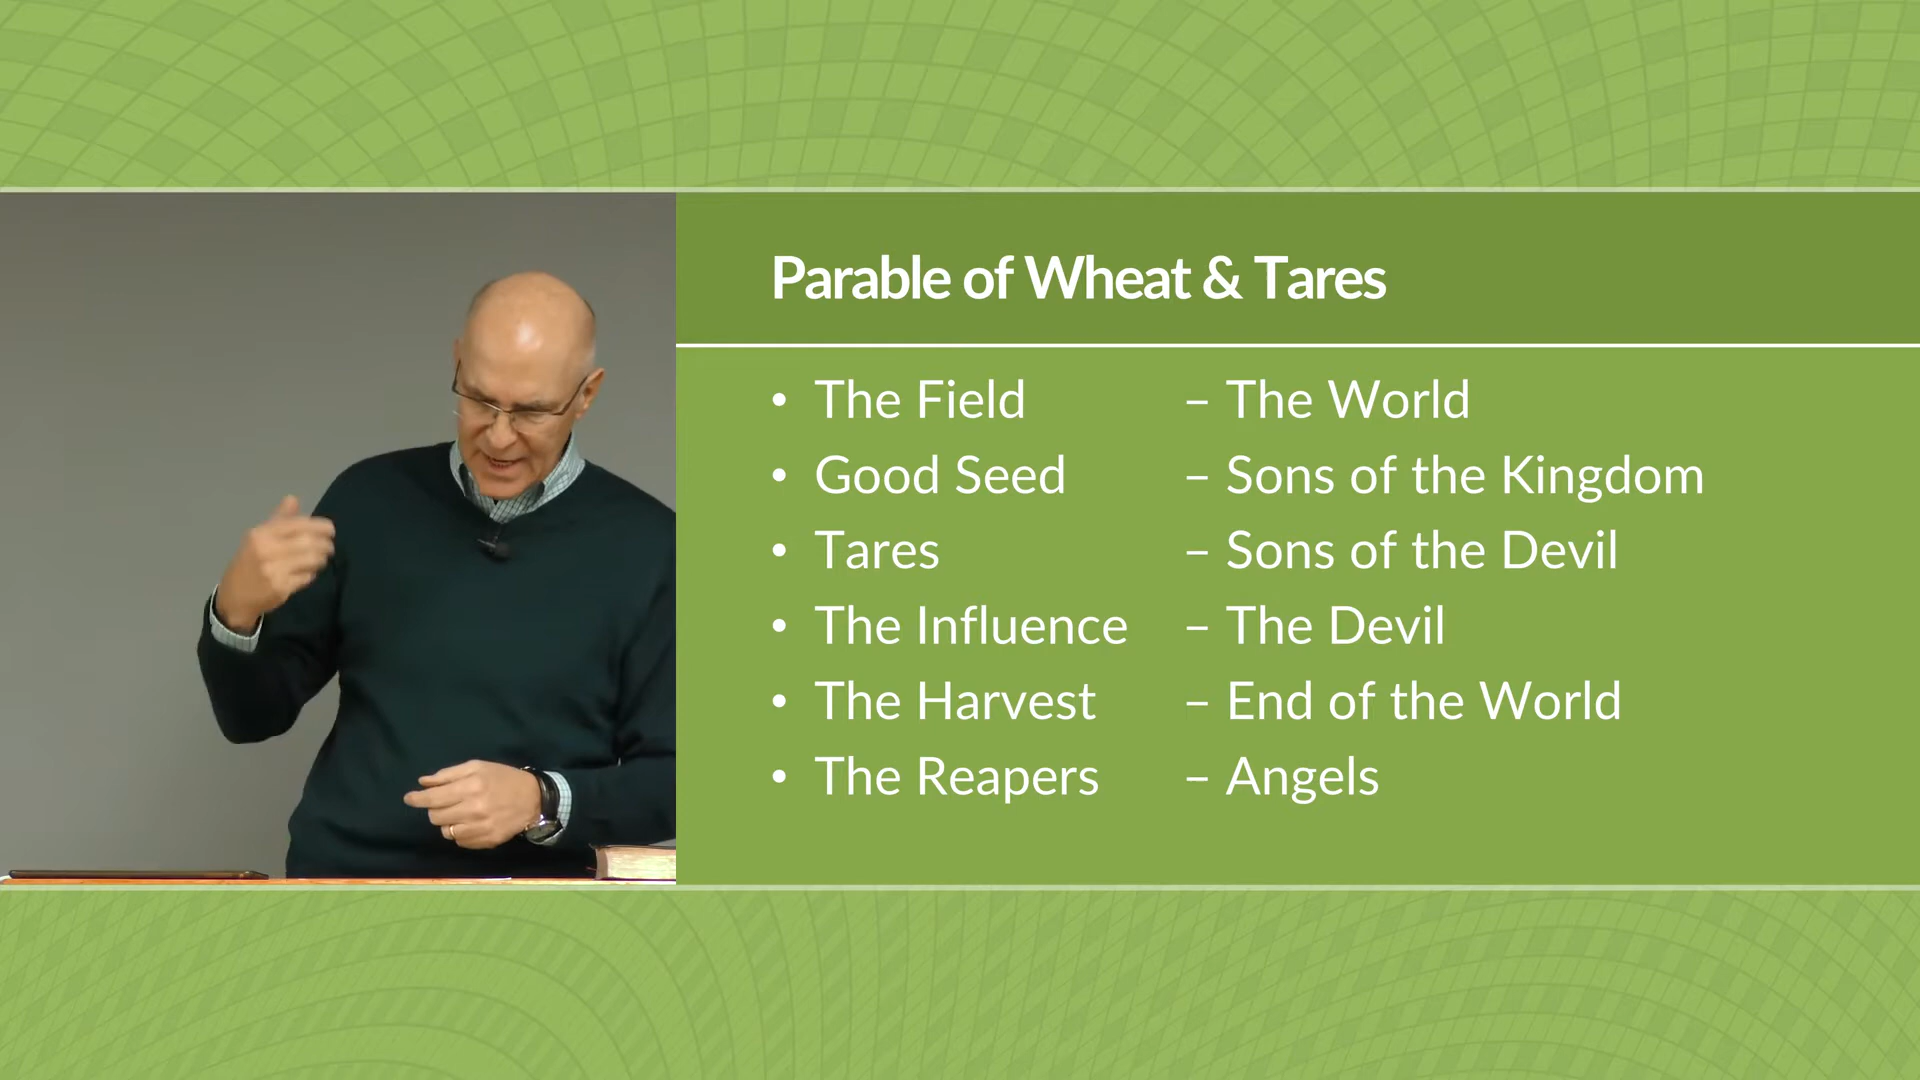 Parable of Wheat & Tares
• The Field – The World
• Good Seed – Sons of the Kingdom
• Tares – Sons of the Devil
• The Influence – The Devil
• The Harvest – End of the World
• The Reapers – Angels